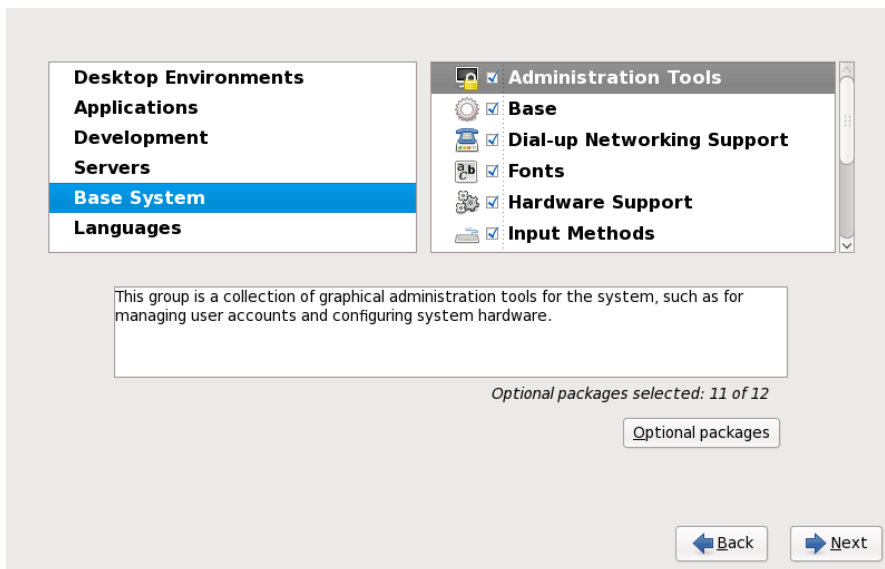 Desktop Environments
Applications
Development
Servers
Base System
Languages
Administration Tools
Base
Dial-up Networking Support
Fonts
Hardware Support
Input Methods
This group is a collection of graphical administration tools for the system, such as for
managing user accounts and configuring system hardware.
Optional packages selected: 11 of 12
Optional packages
Back
Next